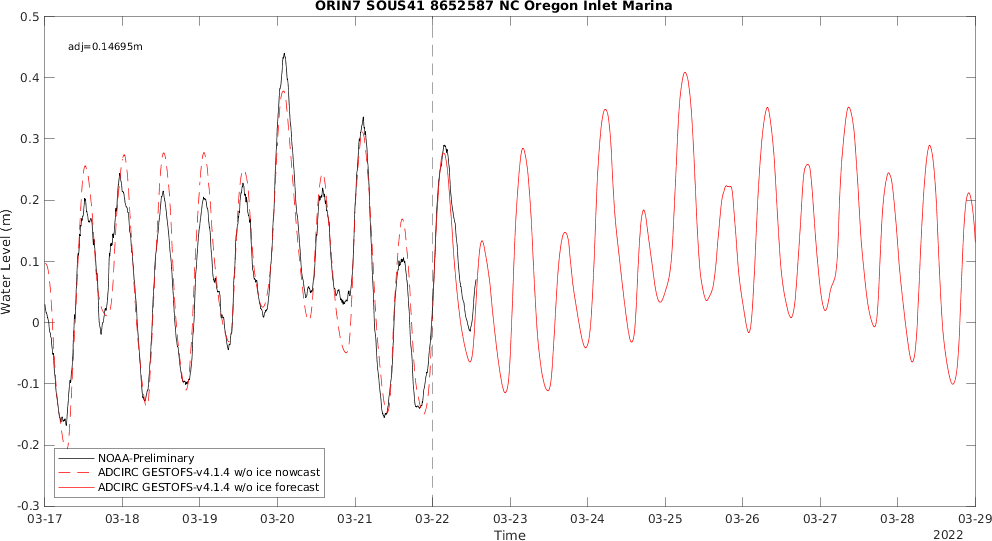 ORIN7 SOUS41 8652587 NC Oregon Inlet Marina
adj=0.14695m
0.5
0.4
0.3
0.2
0.1
0
-0.1
-0.2
-0.3
Water Level (m)
NOAA-Preliminary
ADCIRC GESTOFS-v4.1.4 w/o ice nowcast
ADCIRC GESTOFS-v4.1.4 w/o ice forecast
03-17 03-18 03-19 03-20 03-21 03-22 03-23 03-24 03-25 03-26 03-27 03-28 03-29
Time
2022